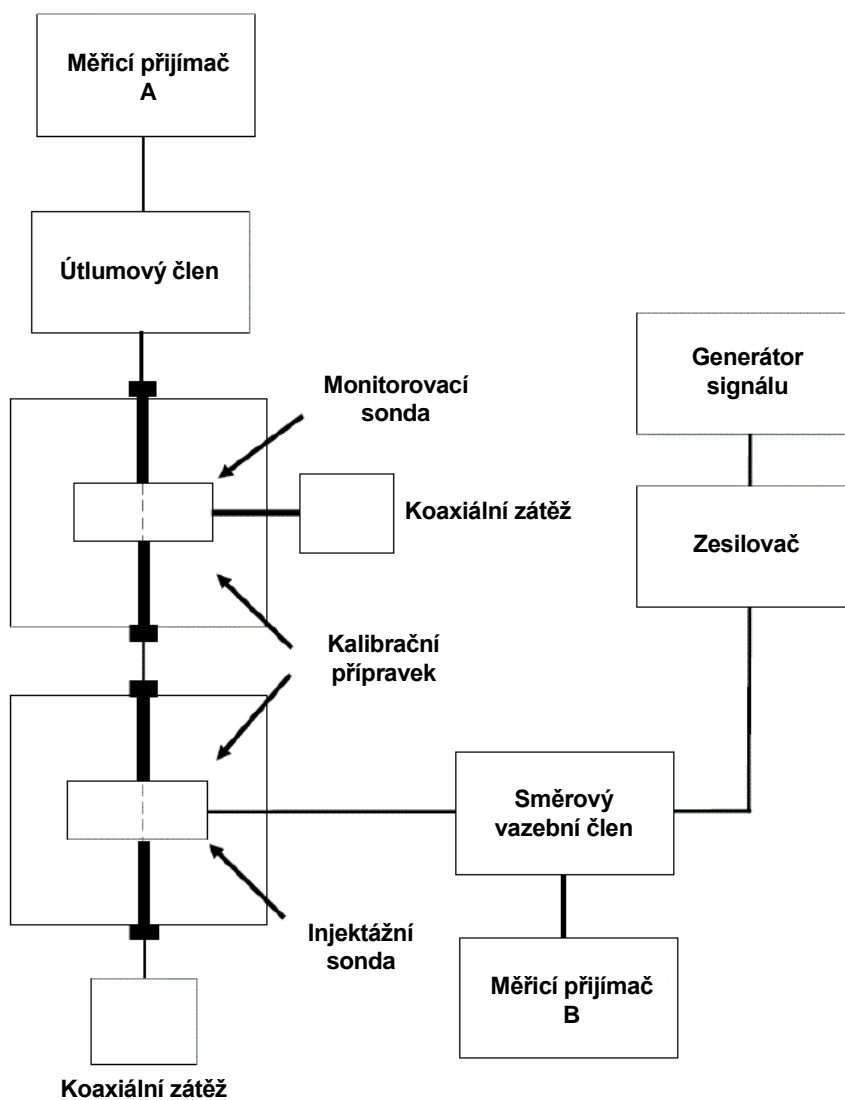 Měřicí přijímač
A
Útlumový člen
Monitorovací
sonda
Generátor
signálu
Koaxiální zátěž
Zesilovač
Kalibrační
přípravek
Směrový
vazební člen
Injektážní
sonda
Měřicí přijímač
B
Koaxiální zátěž